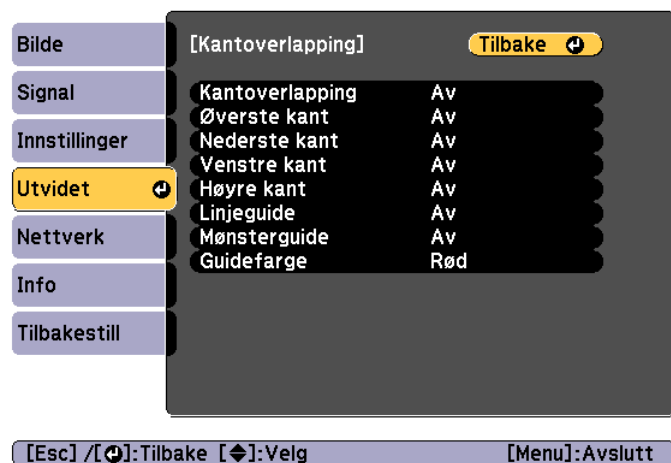 Bilde
Signal
Innstillinger
Utvidet
Nettverk
Info
Tilbakestill
[Kantoverlapping] Tilbake
Kantoverlapping Av
Øverste kant Av
Nederste kant Av
Venstre kant Av
Høyre kant Av
Linjeguide Av
Mønsterguide Av
Guidefarge Rød
[Esc] /[⏎]:Tilbake [◆]:Velg [Menu]:Avslutt